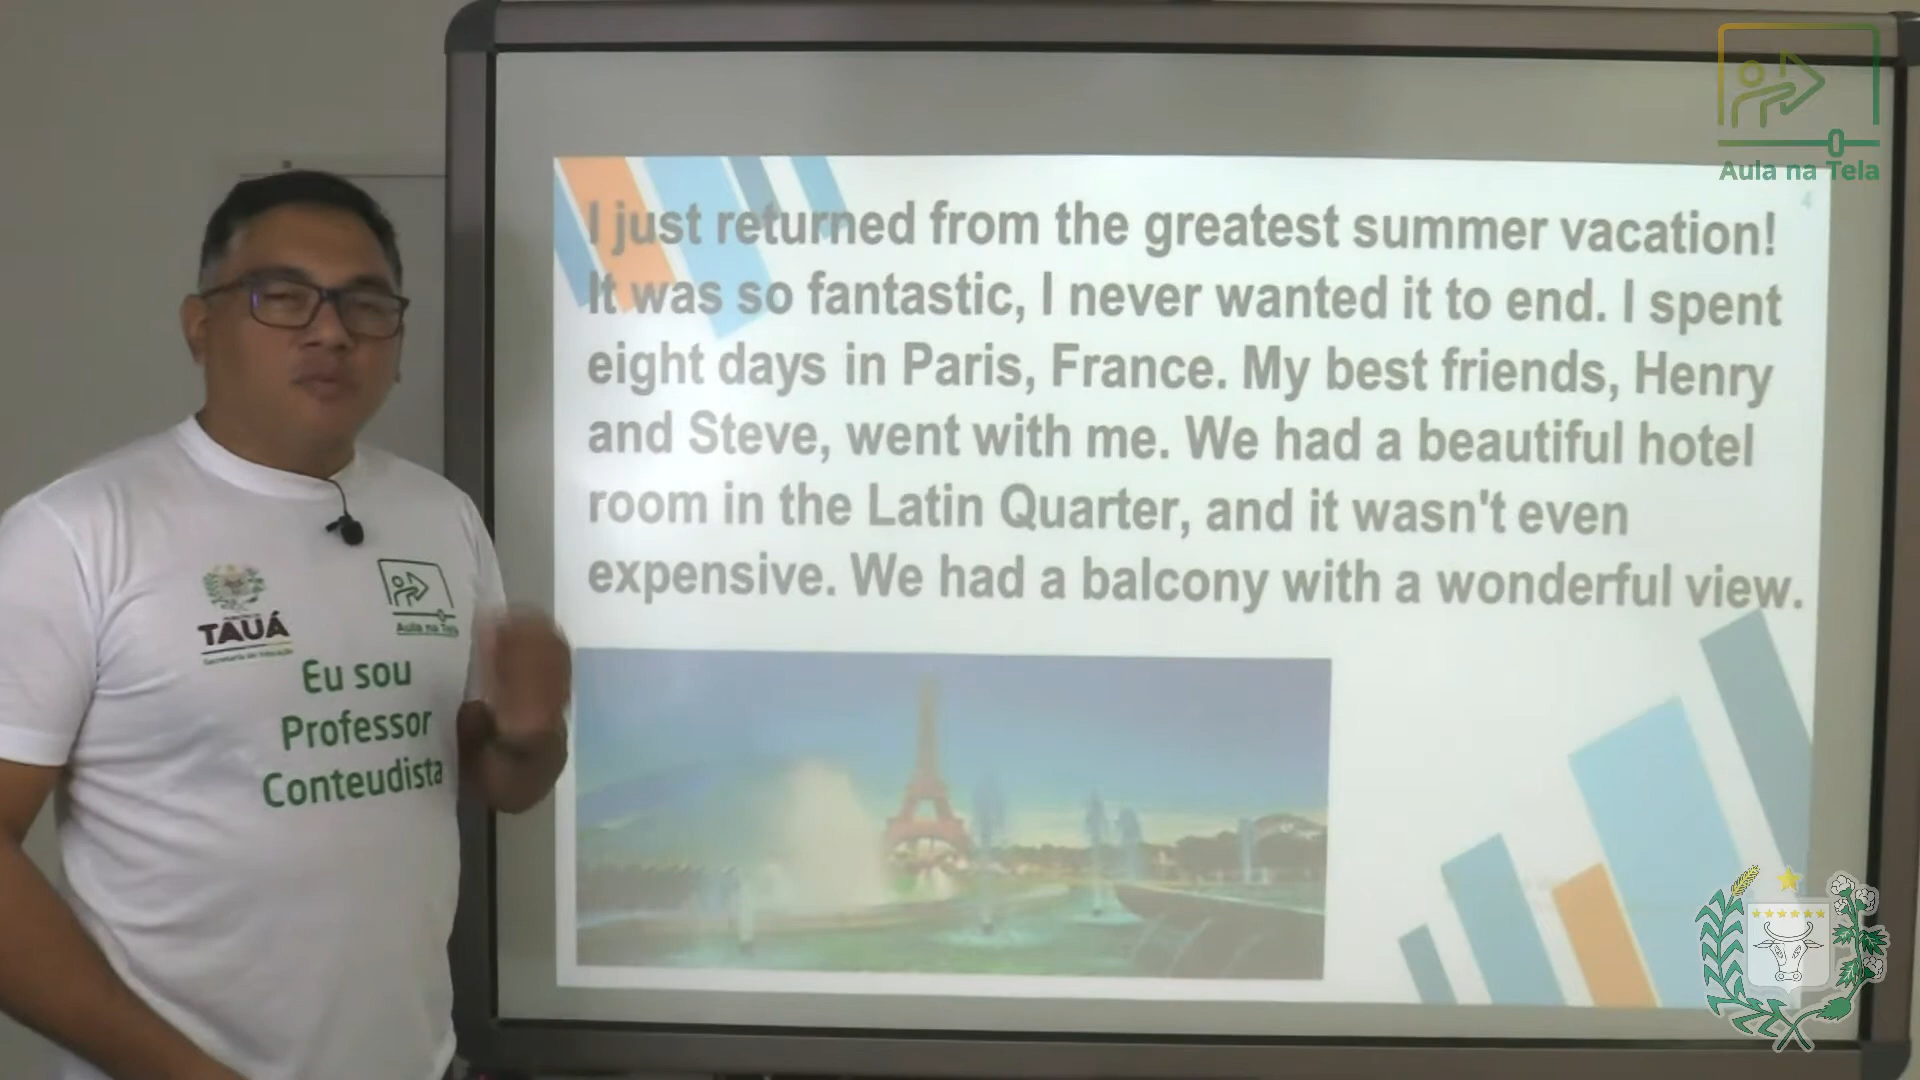 Aula na Tela
4
I just returned from the greatest summer vacation!
It was so fantastic, I never wanted it to end. I spent
eight days in Paris, France. My best friends, Henry
and Steve, went with me. We had a beautiful hotel
room in the Latin Quarter, and it wasn't even
expensive. We had a balcony with a wonderful view.
TAUÁ
Aula na Tela
Eu sou
Professor
Conteudista